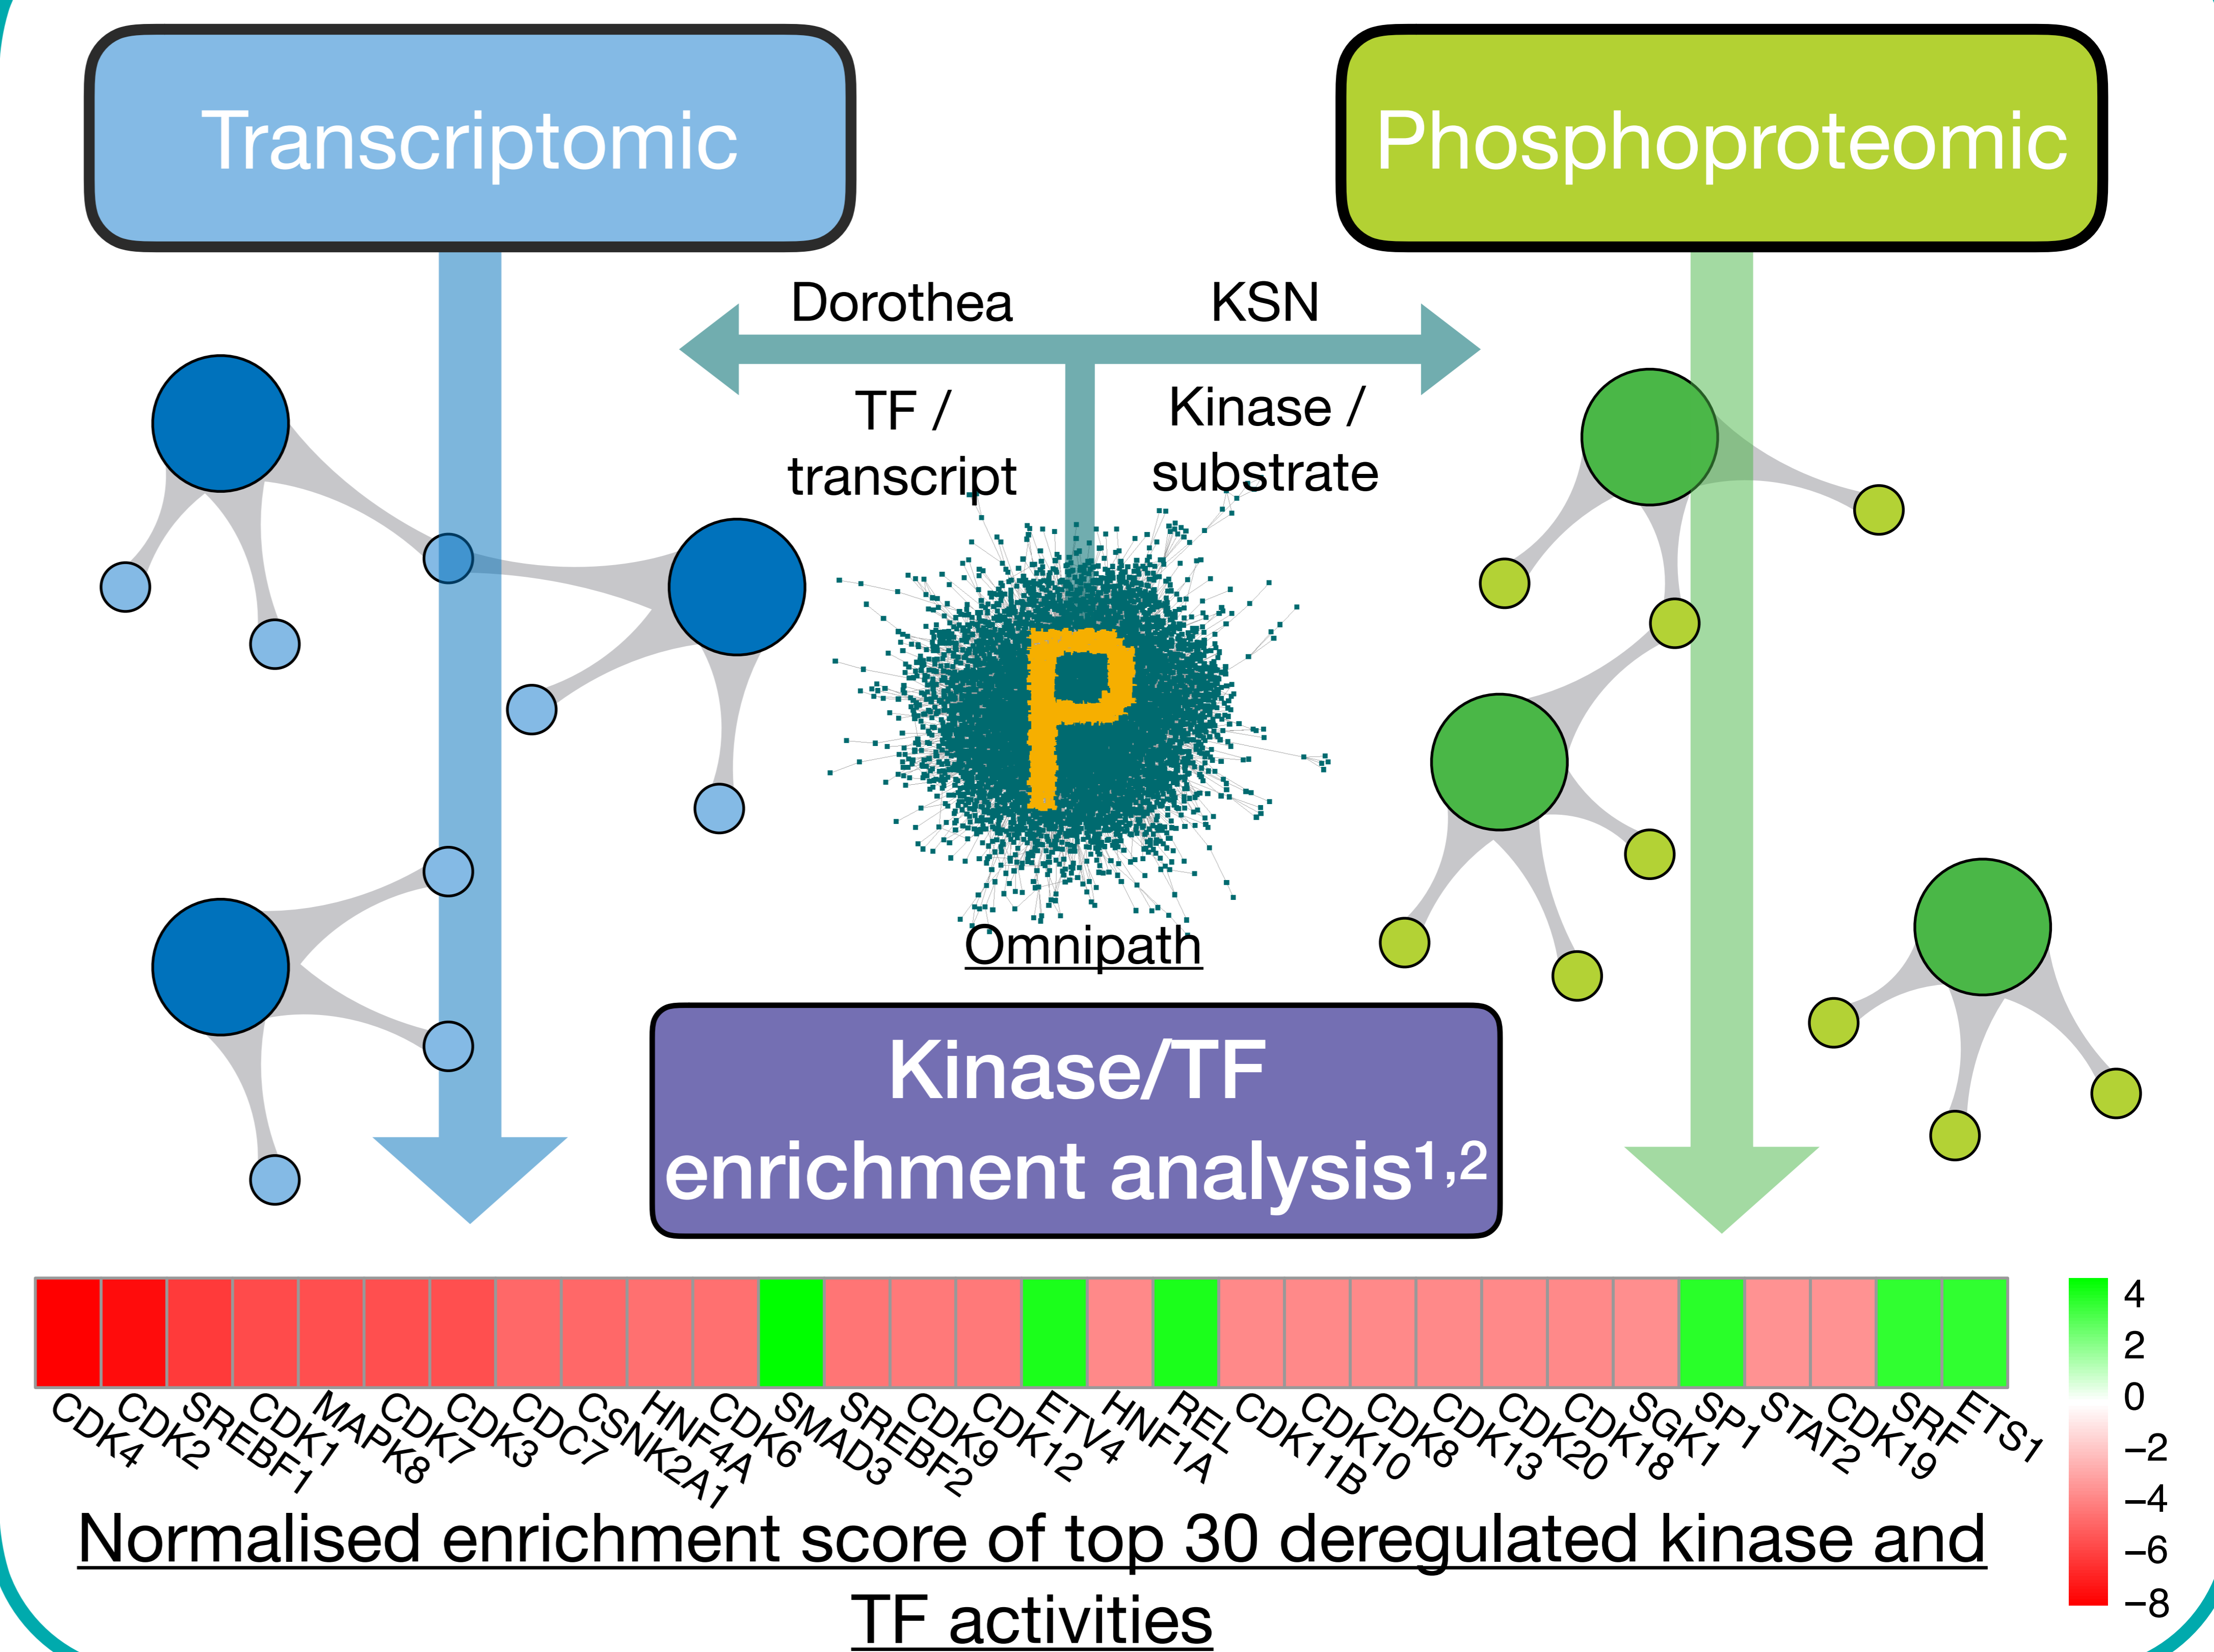 Transcriptomic
Phosphoproteomic
Dorothea
KSN
TF /
transcript
Kinase /
substrate
P
Omnipath
Kinase/TF
enrichment analysis¹,²
CDK4
CDK2
SREBF1
CDK1
MAPK8
CDK7
CDK3
CDC7
CSNK2A1
HNF4A
CDK6
SMAD3
SREBF2
CDK9
CDK12
ETV4
HNF1A
REL
CDK11B
CDK10
CDK8
CDK13
CDK20
CDK18
SGK1
SP1
STAT2
CDK19
SRF
ETS1
4
2
0
−2
−4
−6
−8
Normalised enrichment score of top 30 deregulated kinase and
TF activities